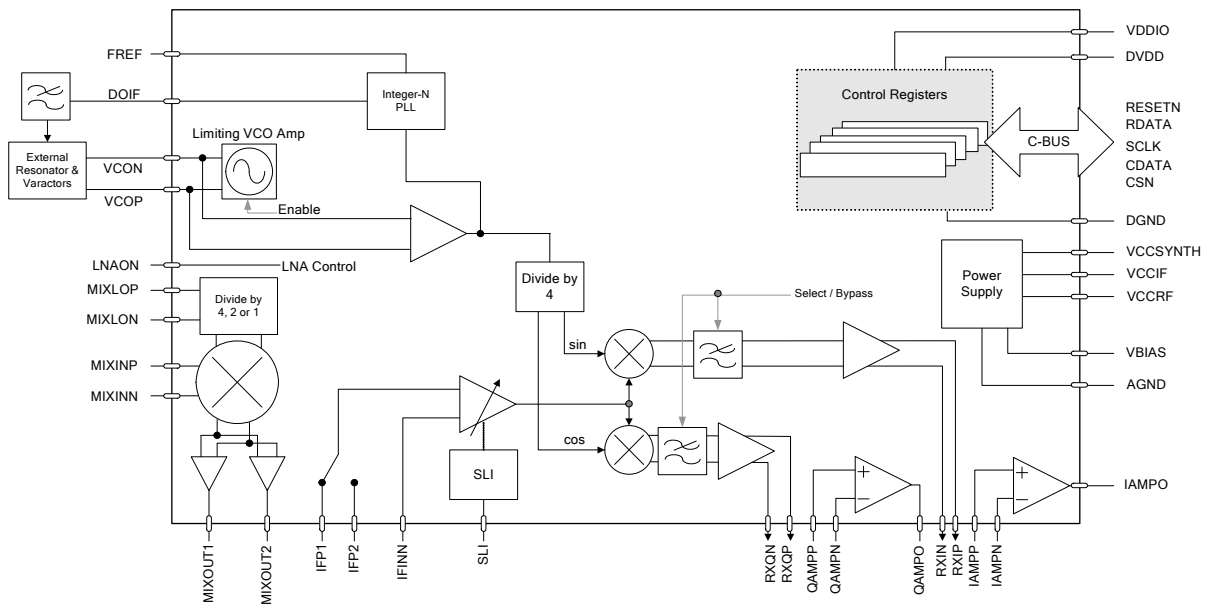 FREF
DOIF
External
Resonator &
Varactors
VCON
VCOP
Limiting VCO Amp
Enable
Integer-N
PLL
LNAON
LNA Control
MIXLOP
MIXLON
Divide by
4, 2 or 1
MIXINP
MIXINN
Divide by
4
sin
cos
Select / Bypass
SLI
Control Registers
C-BUS
VDDIO
DVDD
RESETN
RDATA
SCLK
CDATA
CSN
DGND
Power
Supply
VCCSYNTH
VCCIF
VCCRF
VBIAS
AGND
+
−
+
−
IAMPO
MIXOUT1
MIXOUT2
IFP1
IFP2
IFINN
SLI
RXQN
RXQP
QAMPP
QAMPN
QAMPO
RXIN
RXIP
IAMPP
IAMPN